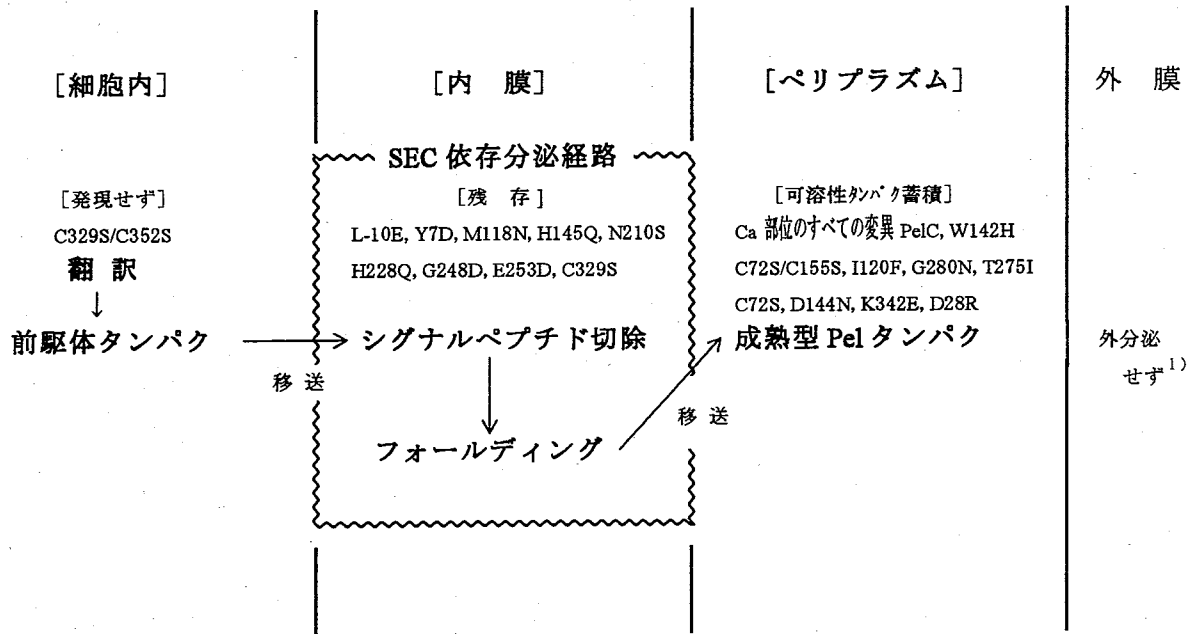 [細胞内]
[内 膜]
[ペリプラズム]
外 膜
SEC 依存分泌経路
[発現せず]
C329S/C352S
翻 訳
↓
前駆体タンパク
→
移 送
[残 存]
L-10E, Y7D, M118N, H145Q, N210S
H228Q, G248D, E253D, C329S
シグナルペプチド切除
↓
フォールディング
移 送
[可溶性タンパク蓄積]
Ca 部位のすべての変異 PelC, W142H
C72S/C155S, I120F, G280N, T275I
C72S, D144N, K342E, D28R
成熟型 Pel タンパク
外分泌
せず1)